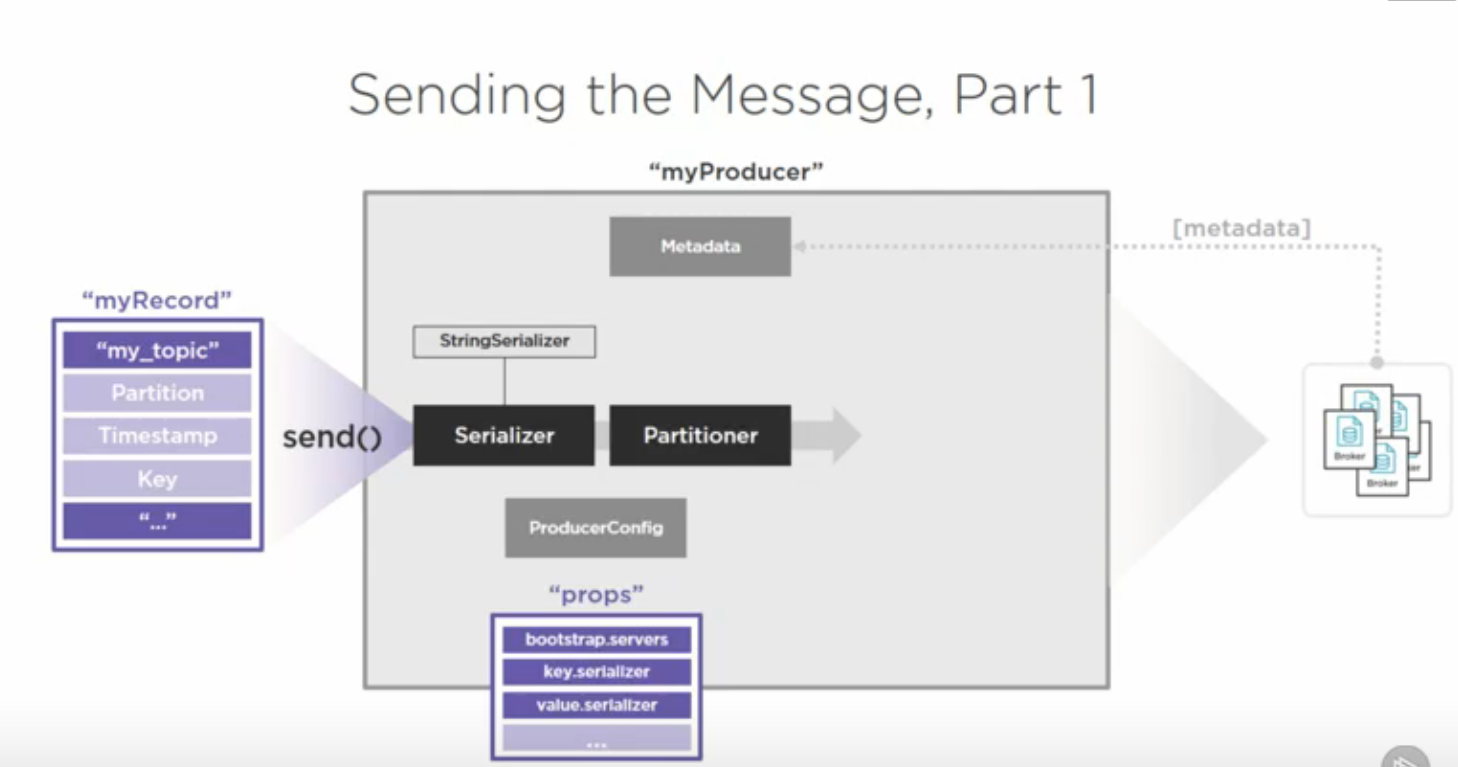 Sending the Message, Part 1
“myProducer”
Metadata
[metadata]
“myRecord”
“my_topic”
Partition
Timestamp
Key
“...”
send()
StringSerializer
Serializer
Partitioner
ProducerConfig
“props”
bootstrap.servers
key.serializer
value.serializer
...
Broker
Broker